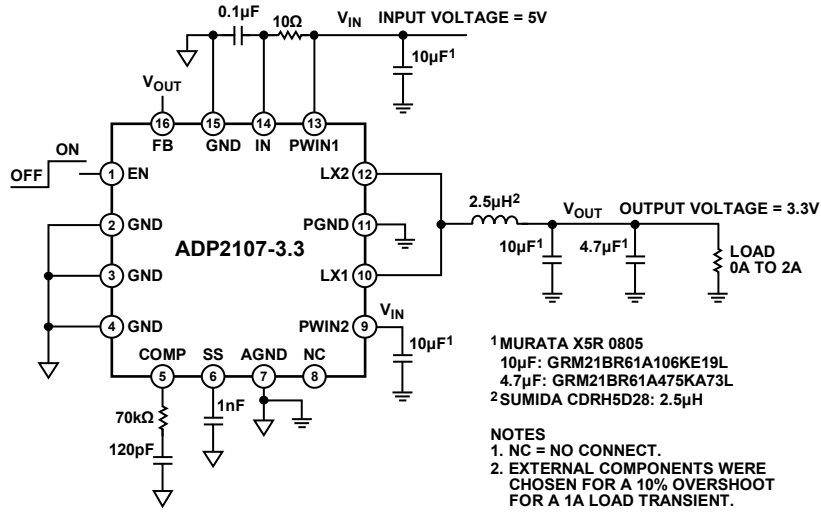 0.1µF
10Ω
VIN
INPUT VOLTAGE = 5V
10µF1
VOUT
16
15
14
13
FB
GND
IN
PWIN1
ON
OFF
1
EN
LX2
12
2
GND
PGND
11
ADP2107-3.3
3
GND
LX1
10
4
GND
PWIN2
9
VIN
10µF1
2.5µH2
VOUT
OUTPUT VOLTAGE = 3.3V
10µF1
4.7µF1
LOAD
0A TO 2A
COMP
SS
AGND
NC
5
6
7
8
70kΩ
1nF
120pF
1 MURATA X5R 0805
10µF: GRM21BR61A106KE19L
4.7µF: GRM21BR61A475KA73L
2 SUMIDA CDRH5D28: 2.5µH
NOTES
1. NC = NO CONNECT.
2. EXTERNAL COMPONENTS WERE
CHOSEN FOR A 10% OVERSHOOT
FOR A 1A LOAD TRANSIENT.